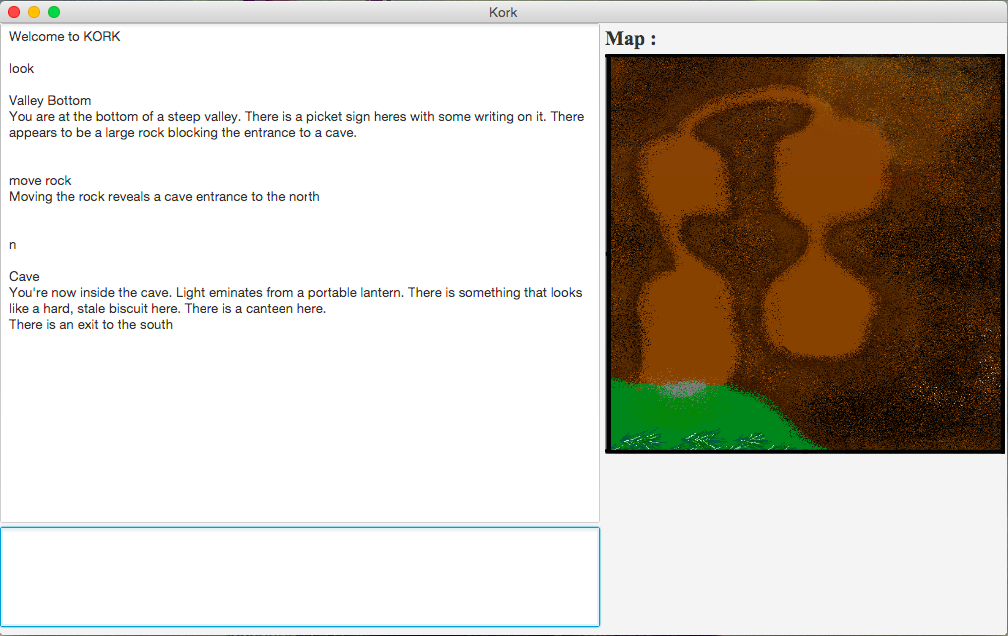 Kork
Welcome to KORK
look
Valley Bottom
You are at the bottom of a steep valley. There is a picket sign heres with some writing on it. There
appears to be a large rock blocking the entrance to a cave.
move rock
Moving the rock reveals a cave entrance to the north
n
Cave
You're now inside the cave. Light eminates from a portable lantern. There is something that looks
like a hard, stale biscuit here. There is a canteen here.
There is an exit to the south
Map :